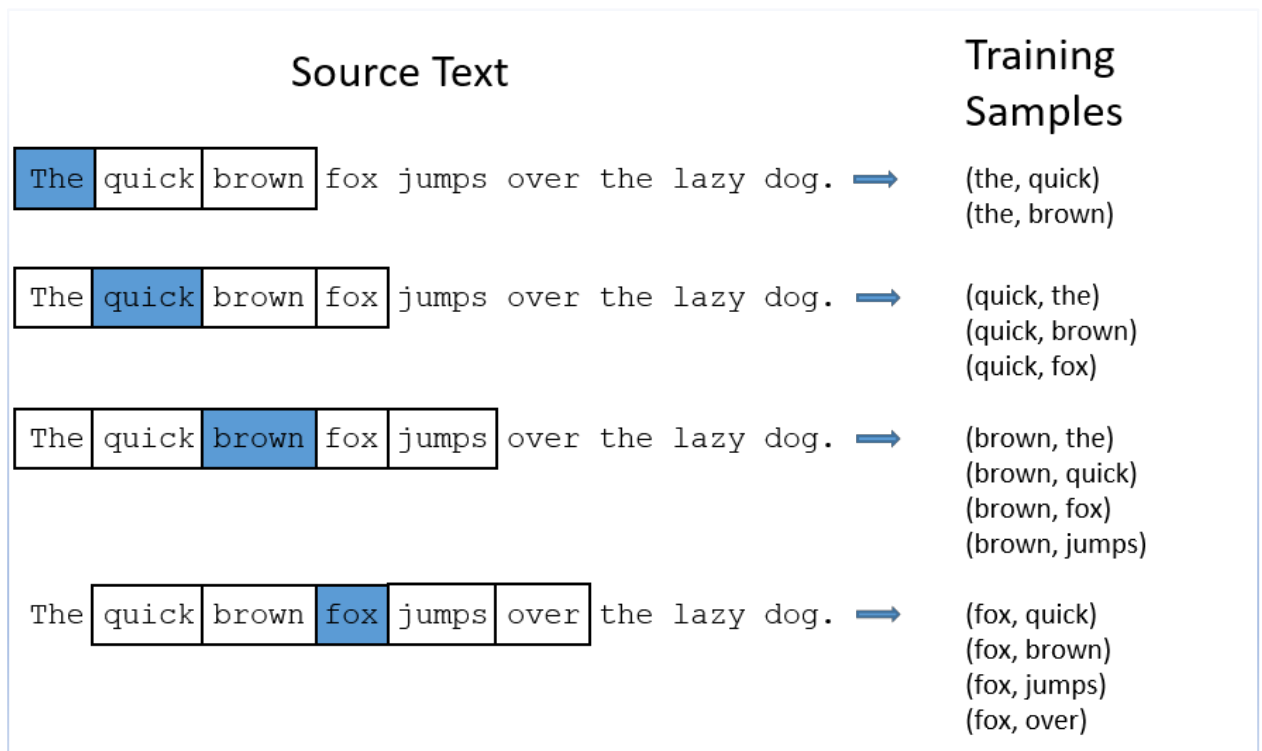 Source Text
Training
Samples
The quick brown fox jumps over the lazy dog.
(the, quick)
(the, brown)
The quick brown fox jumps over the lazy dog.
(quick, the)
(quick, brown)
(quick, fox)
The quick brown fox jumps over the lazy dog.
(brown, the)
(brown, quick)
(brown, fox)
(brown, jumps)
The quick brown fox jumps over the lazy dog.
(fox, quick)
(fox, brown)
(fox, jumps)
(fox, over)